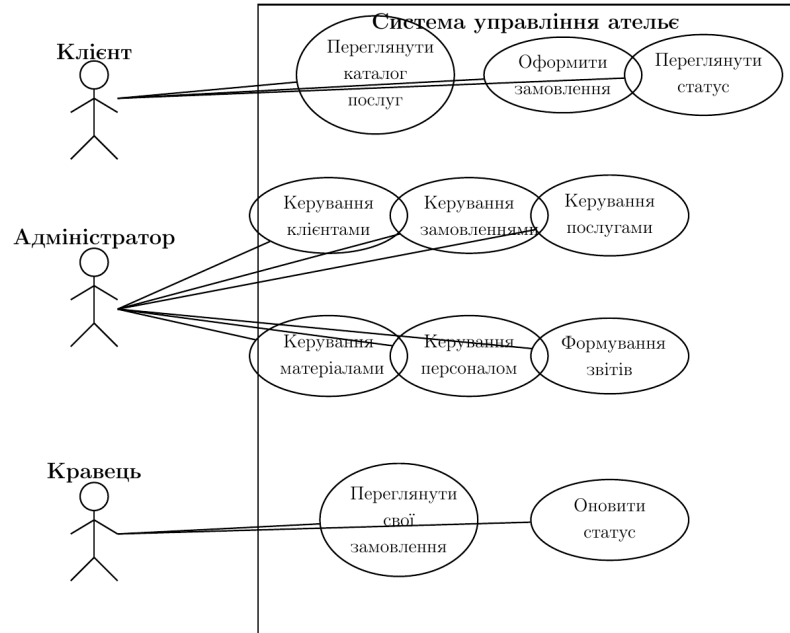 Система управління ательє
Клієнт
Переглянути
каталог
послуг
Оформити
замовлення
Переглянути
статус
Адміністратор
Керування
клієнтами
Керування
замовленнями
Керування
послугами
Керування
матеріалами
Керування
персоналом
Формування
звітів
Кравець
Переглянути
свої
замовлення
Оновити
статус